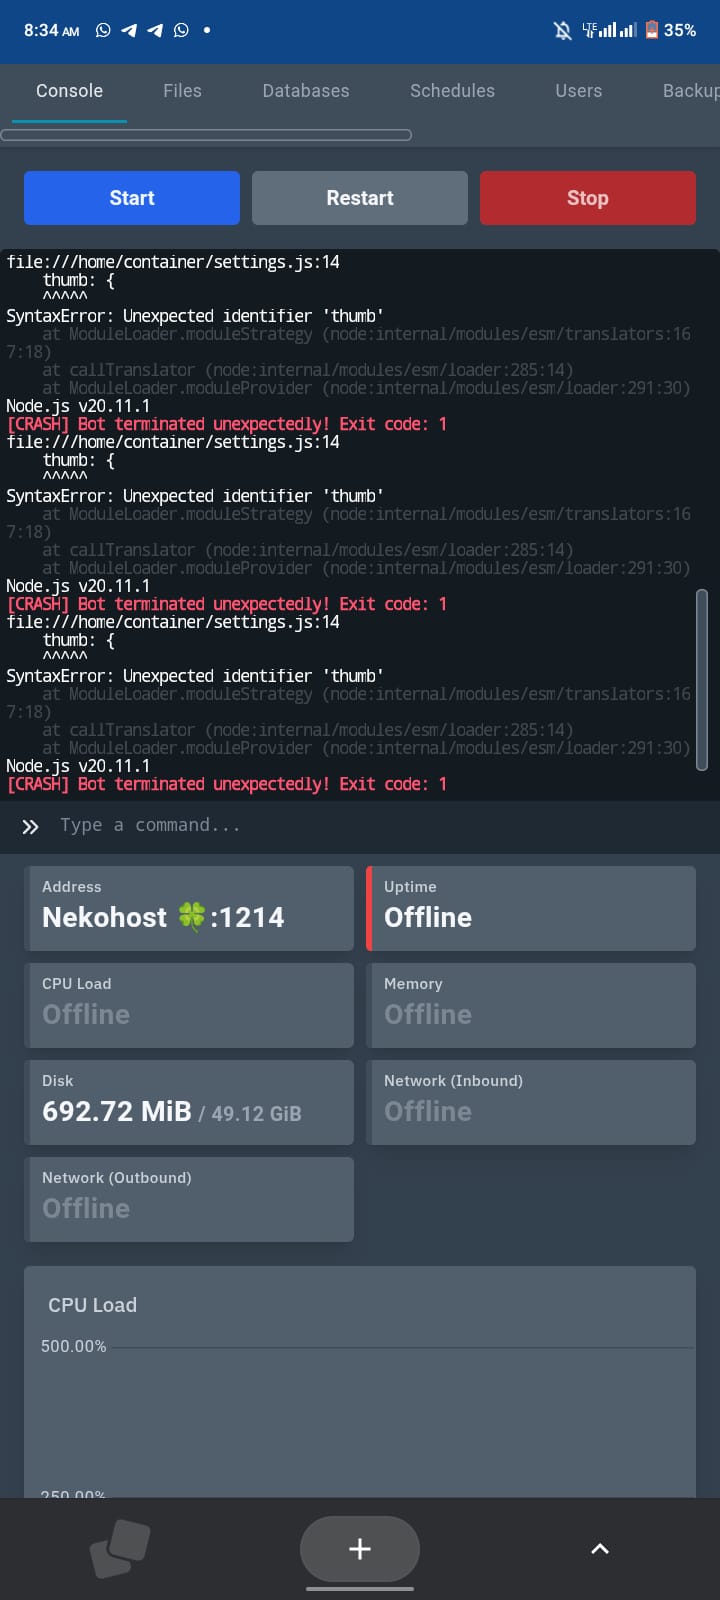 8:34 AM
LTE
35%
Console Files Databases Schedules Users Backup
Start Restart Stop
file:///home/container/settings.js:14
thumb: {
^^^^^
SyntaxError: Unexpected identifier 'thumb'
at ModuleLoader.moduleStrategy (node:internal/modules/esm/translators:16
7:18)
at callTranslator (node:internal/modules/esm/loader:285:14)
at ModuleLoader.moduleProvider (node:internal/modules/esm/loader:291:30)
Node.js v20.11.1
[CRASH] Bot terminated unexpectedly! Exit code: 1
file:///home/container/settings.js:14
thumb: {
^^^^^
SyntaxError: Unexpected identifier 'thumb'
at ModuleLoader.moduleStrategy (node:internal/modules/esm/translators:16
7:18)
at callTranslator (node:internal/modules/esm/loader:285:14)
at ModuleLoader.moduleProvider (node:internal/modules/esm/loader:291:30)
Node.js v20.11.1
[CRASH] Bot terminated unexpectedly! Exit code: 1
file:///home/container/settings.js:14
thumb: {
^^^^^
SyntaxError: Unexpected identifier 'thumb'
at ModuleLoader.moduleStrategy (node:internal/modules/esm/translators:16
7:18)
at callTranslator (node:internal/modules/esm/loader:285:14)
at ModuleLoader.moduleProvider (node:internal/modules/esm/loader:291:30)
Node.js v20.11.1
[CRASH] Bot terminated unexpectedly! Exit code: 1
Type a command...
Address
Nekohost 🍀:1214
Uptime
Offline
CPU Load
Offline
Memory
Offline
Disk
692.72 MiB / 49.12 GiB
Network (Inbound)
Offline
Network (Outbound)
Offline
CPU Load
500.00%
250.00%